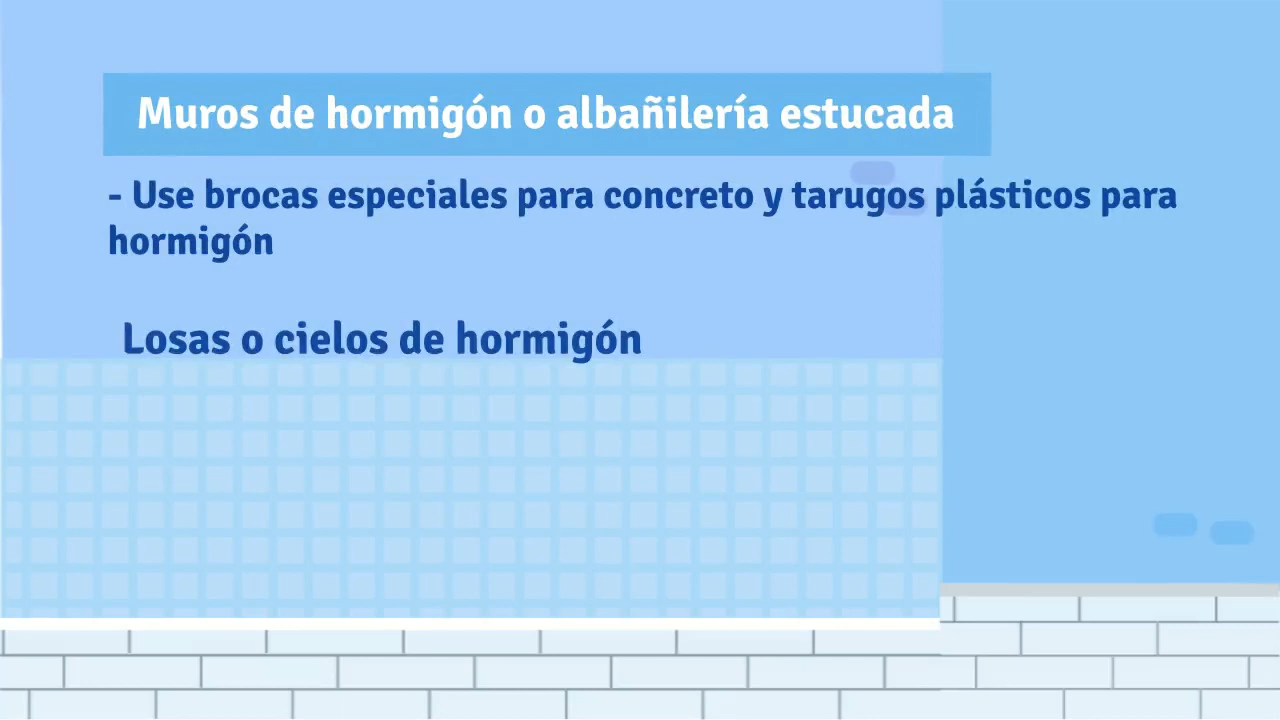 Muros de hormigón o albañilería estucada
- Use brocas especiales para concreto y tarugos plásticos para
hormigón
Losas o cielos de hormigón